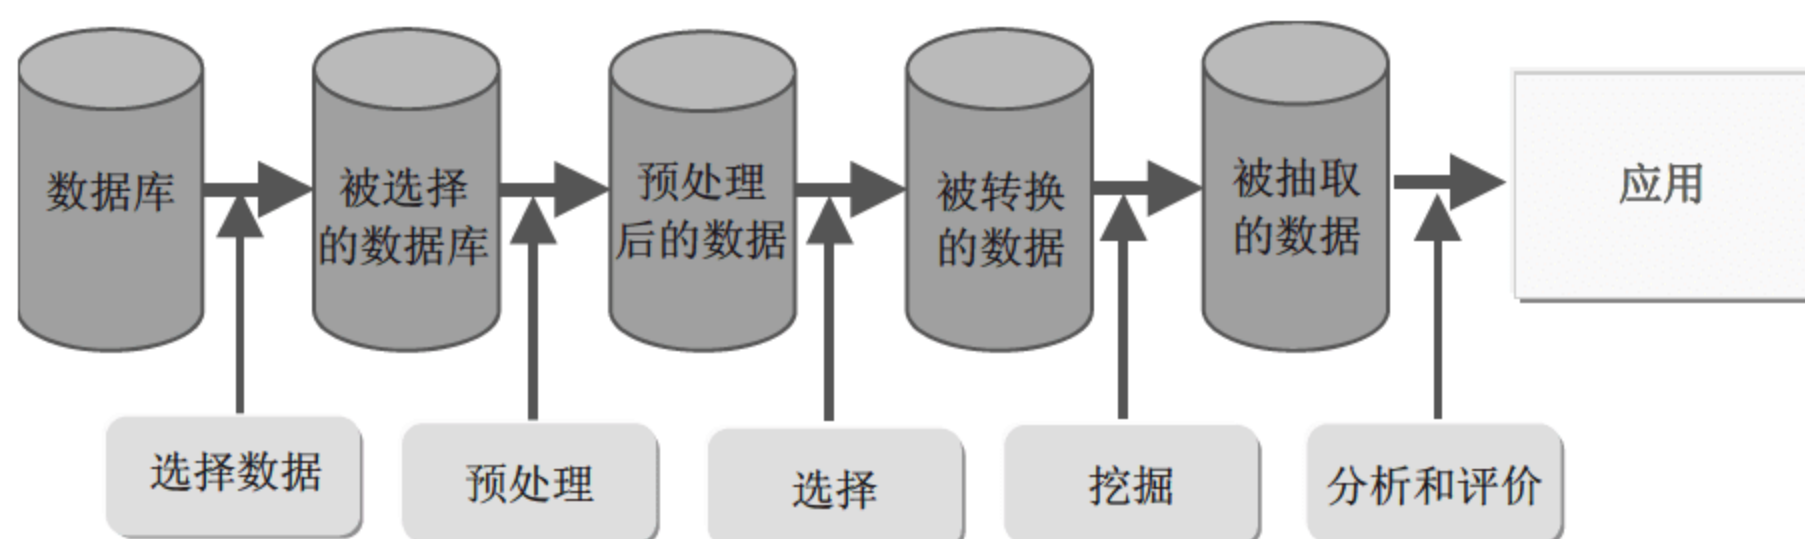 数据库
被选择
的数据库
预处理
后的数据
被转换
的数据
被抽取
的数据
应用
选择数据
预处理
选择
挖掘
分析和评价